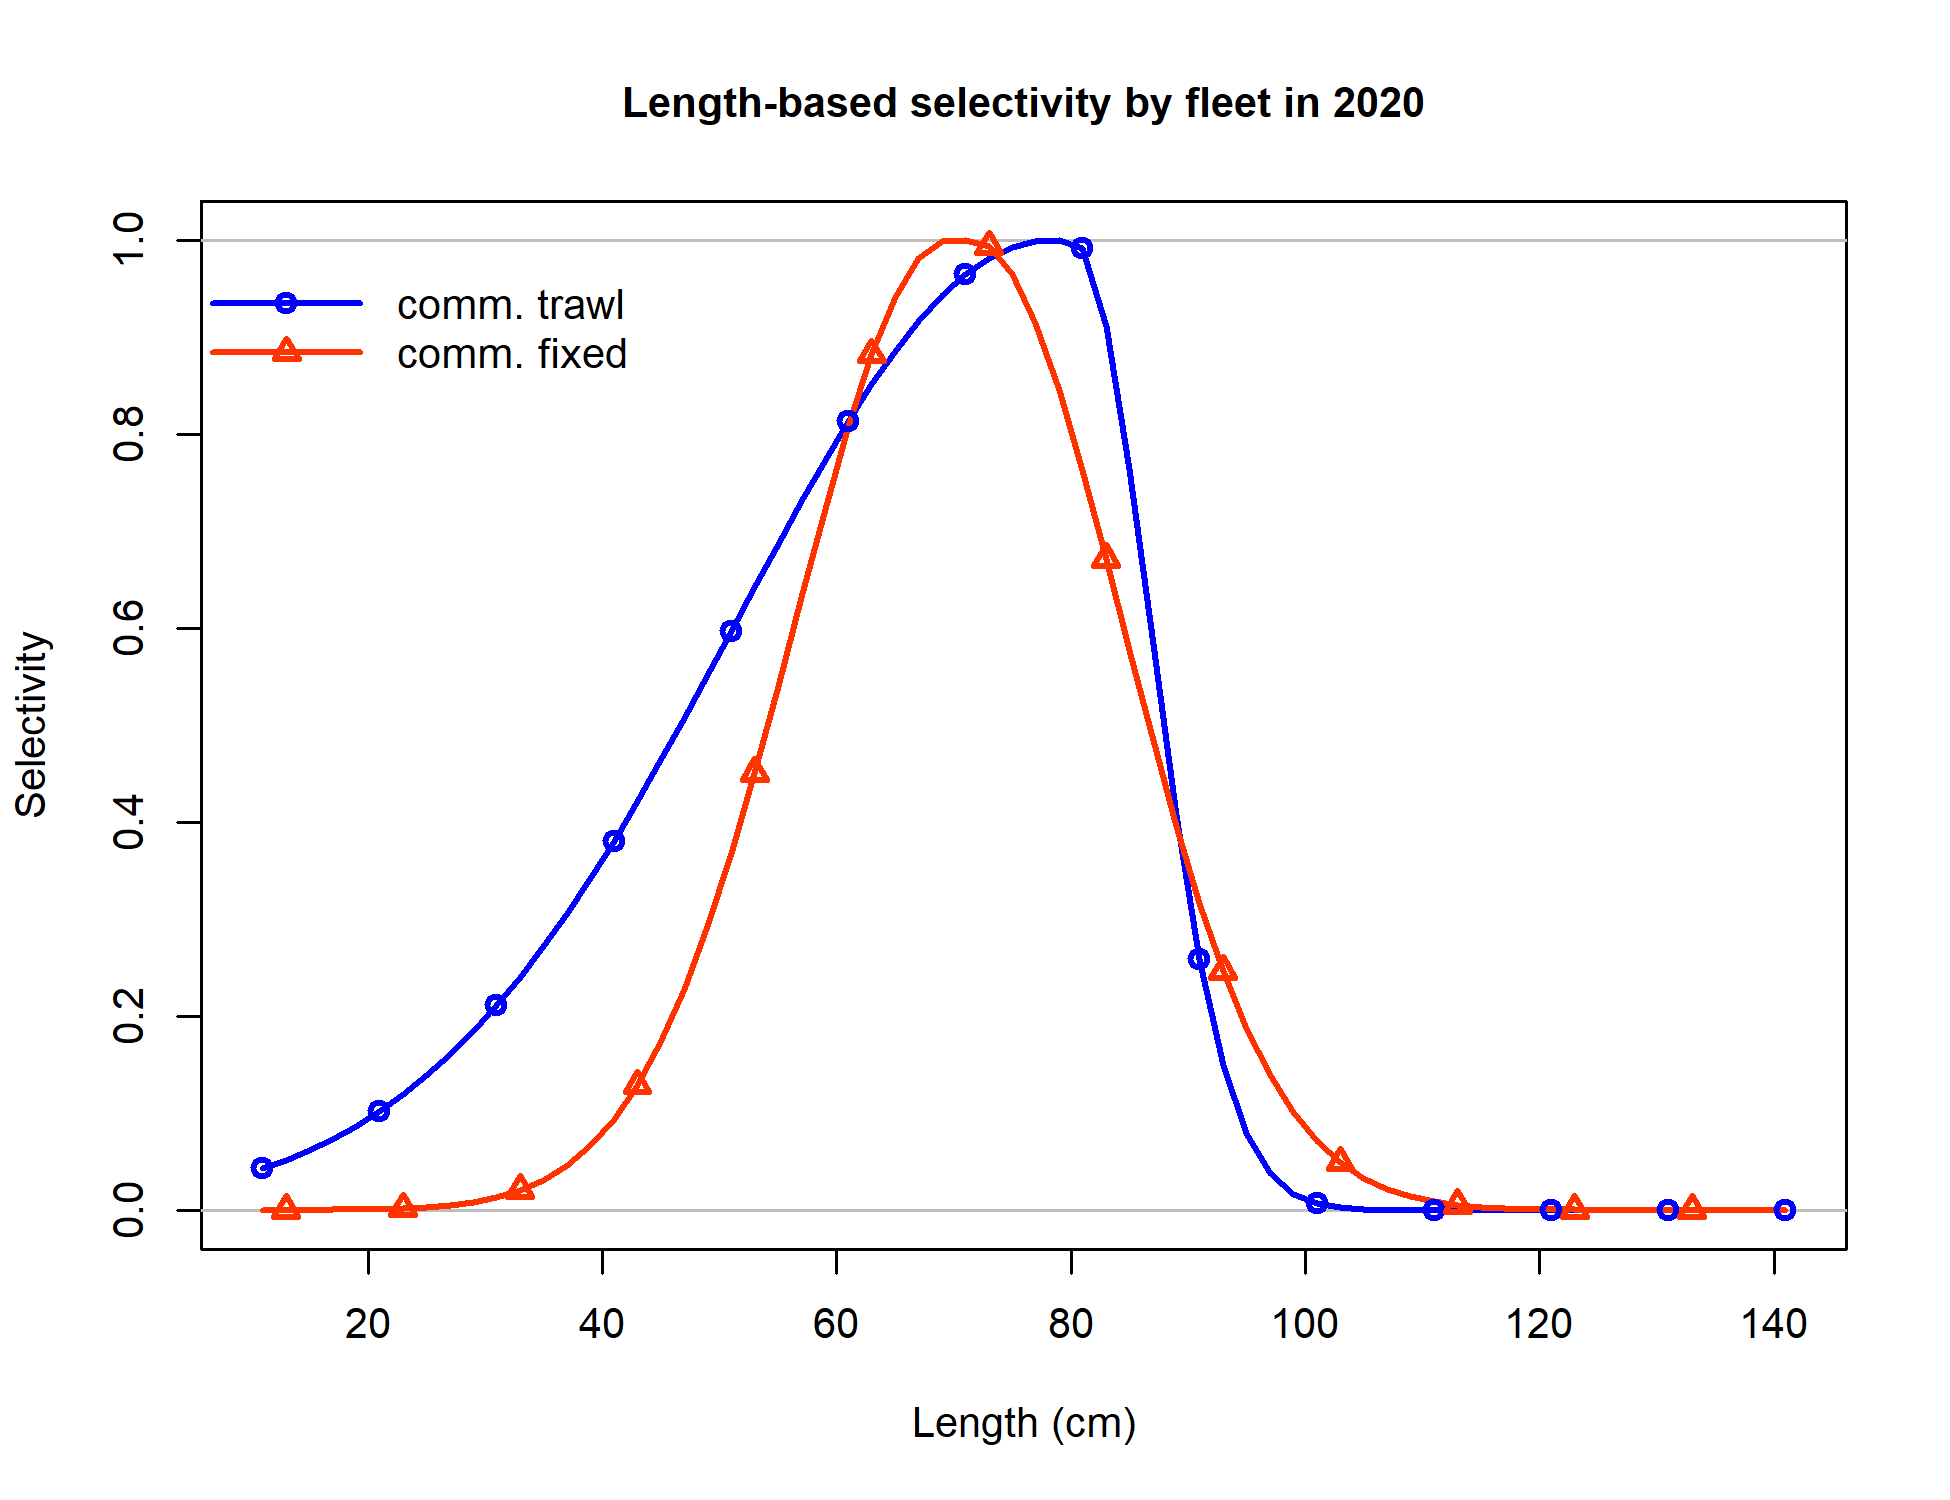 Length-based selectivity by fleet in 2020
comm. trawl
comm. fixed
Selectivity
1.0
0.8
0.6
0.4
0.2
0.0
20 40 60 80 100 120 140
Length (cm)